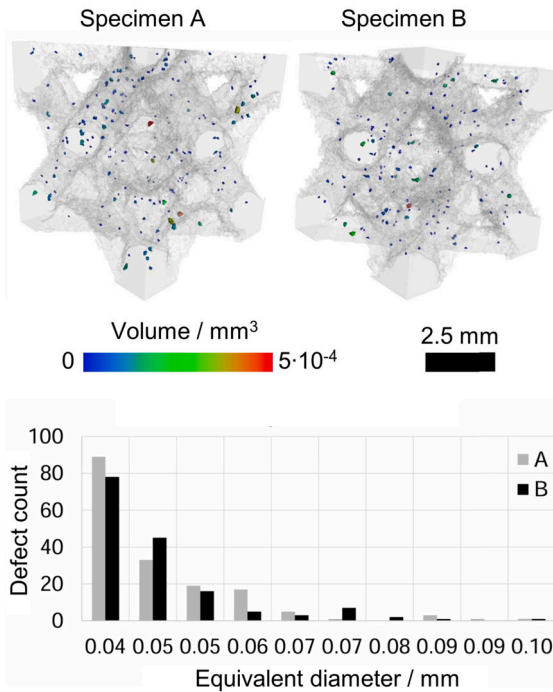 Specimen A Specimen B
Volume / mm³
0 5·10⁻⁴ 2.5 mm
100
80
60
40
20
0
Defect count
A
B
0.04 0.05 0.05 0.06 0.07 0.07 0.08 0.09 0.09 0.10
Equivalent diameter / mm